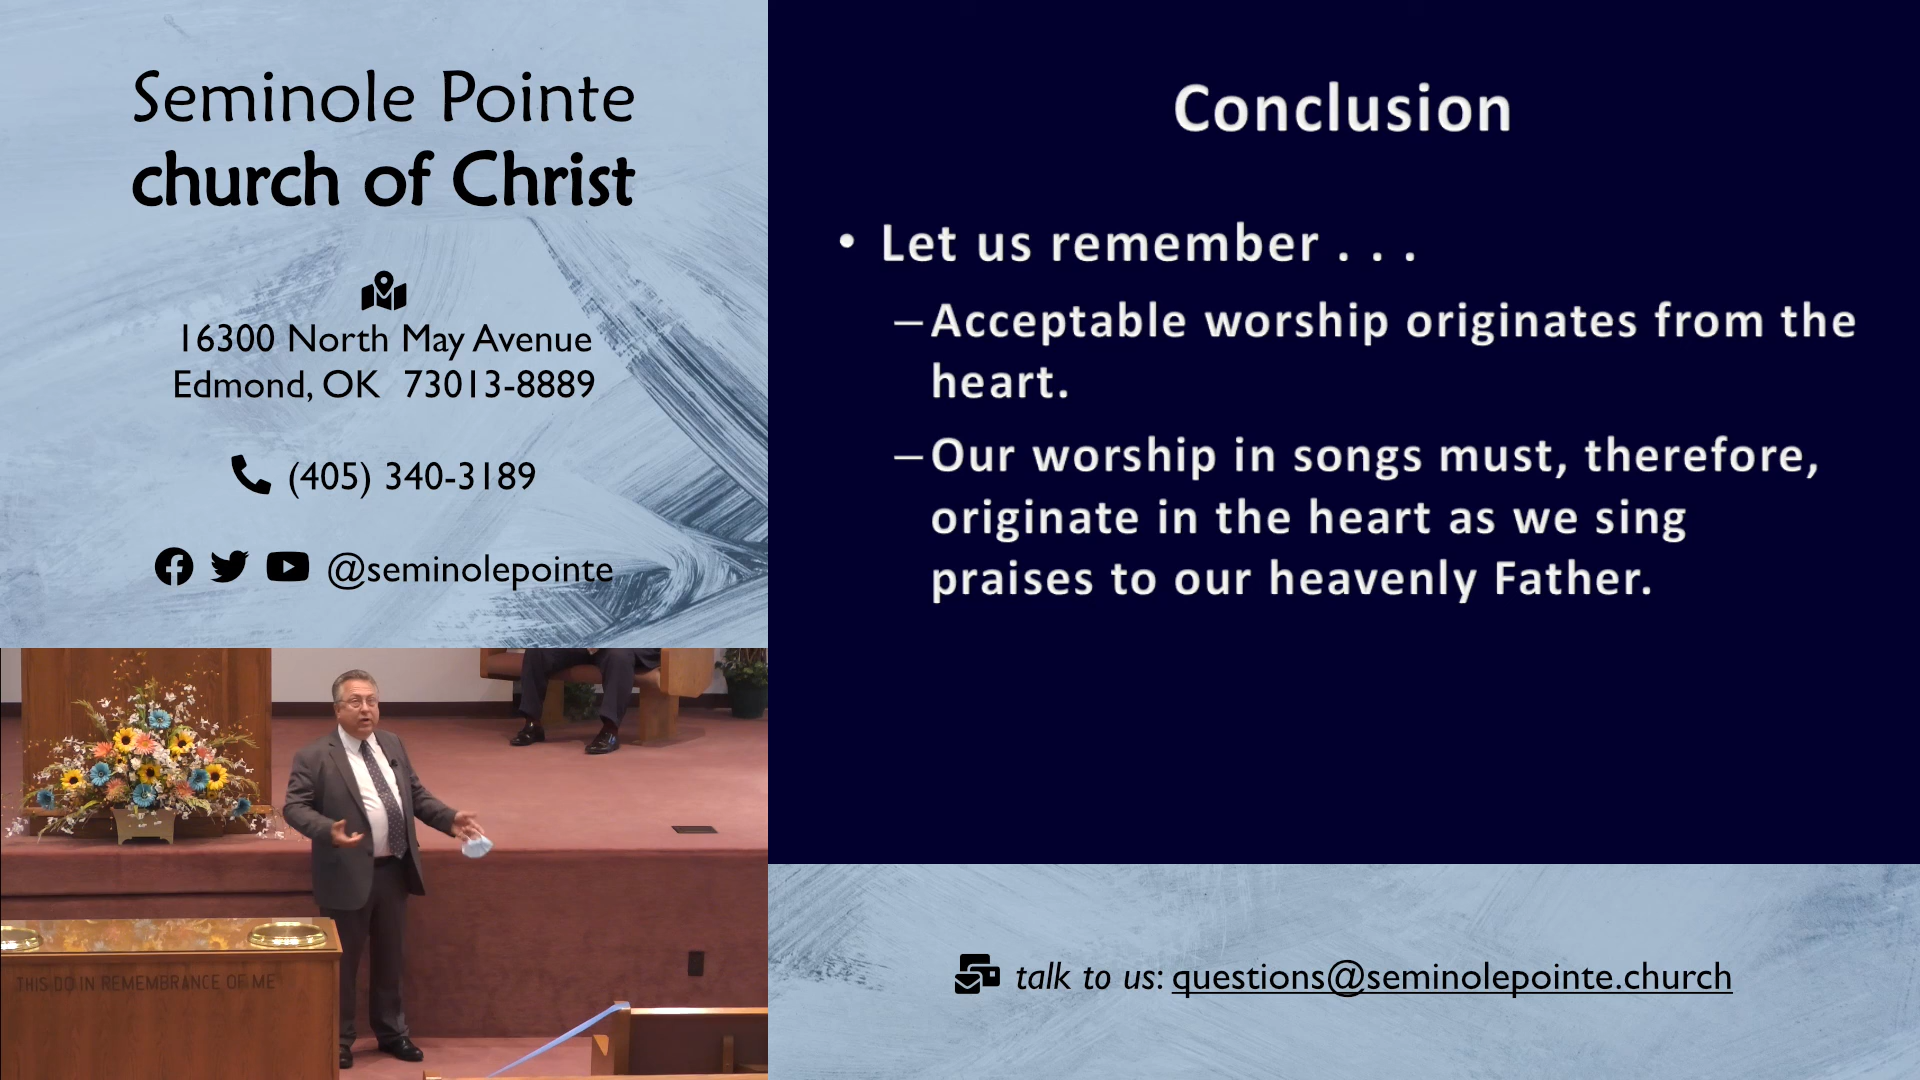 Seminole Pointe
church of Christ
16300 North May Avenue
Edmond, OK 73013-8889
(405) 340-3189
@seminolepointe
Conclusion
• Let us remember . . .
–Acceptable worship originates from the
heart.
–Our worship in songs must, therefore,
originate in the heart as we sing
praises to our heavenly Father.
THIS DO IN REMEMBRANCE OF ME
talk to us: questions@seminolepointe.church